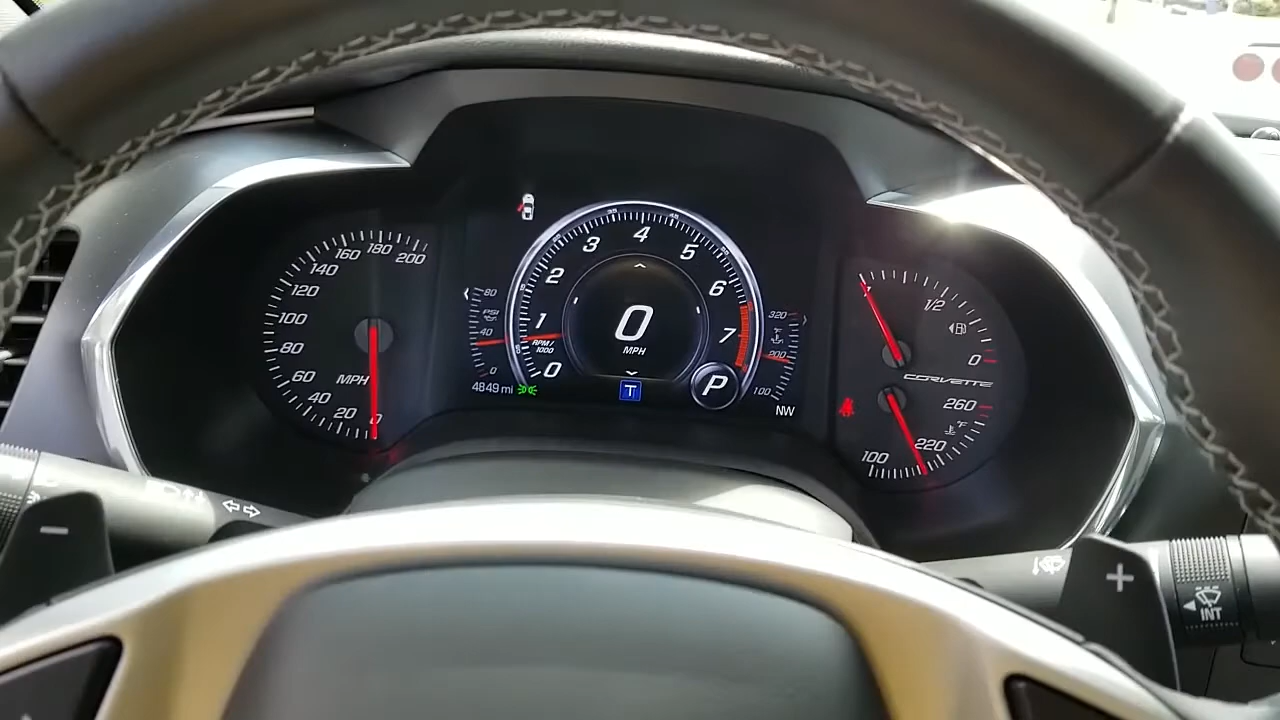 0 20 40 60 80 100 120 140 160 180 200
MPH
80
PSI
40
0
0 1 2 3 4 5 6 7
RPM/
1000
0
MPH
P
T
4849 mi
320
°F
200
100
NW
1/2
0
CORVETTE
260
°F
220
100
−
+
INT